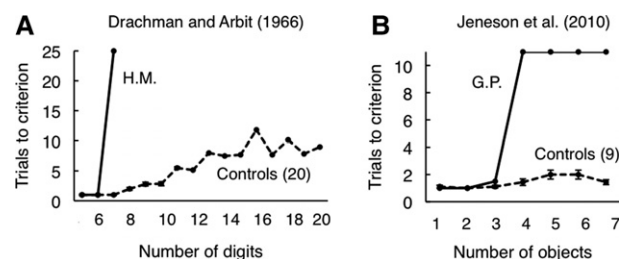 A
Drachman and Arbit (1966)
Trials to criterion
25
20
15
10
5
0
H.M.
Controls (20)
6 8 10 12 14 16 18 20
Number of digits
B
Jeneson et al. (2010)
Trials to criterion
10
8
6
4
2
0
G.P.
Controls (9)
1 2 3 4 5 6 7
Number of objects